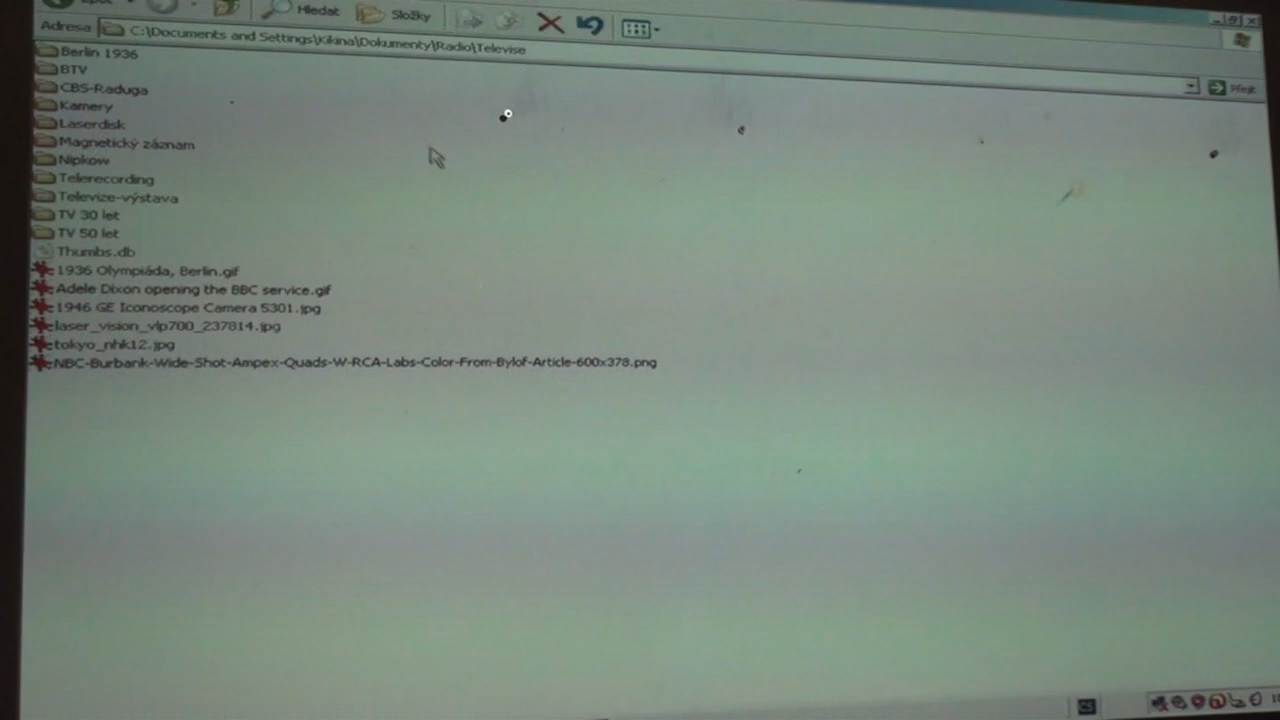 Zpět
Hledat
Složky
Adresa
C:\Documents and Settings\Kikina\Dokumenty\Radio\Televise
Přejít
Berlin 1936
BTV
CBS-Raduga
Kamery
Laserdisk
Magnetický záznam
Nipkow
Telerecording
Televize-výstava
TV 30 let
TV 50 let
Thumbs.db
1936 Olympiáda, Berlin.gif
Adele Dixon opening the BBC service.gif
1946 GE Iconoscope Camera 5301.jpg
laser_vision_vlp700_237814.jpg
tokyo_nhk12.jpg
NBC-Burbank-Wide-Shot-Ampex-Quads-W-RCA-Labs-Color-From-Bylof-Article-600x378.png
CS